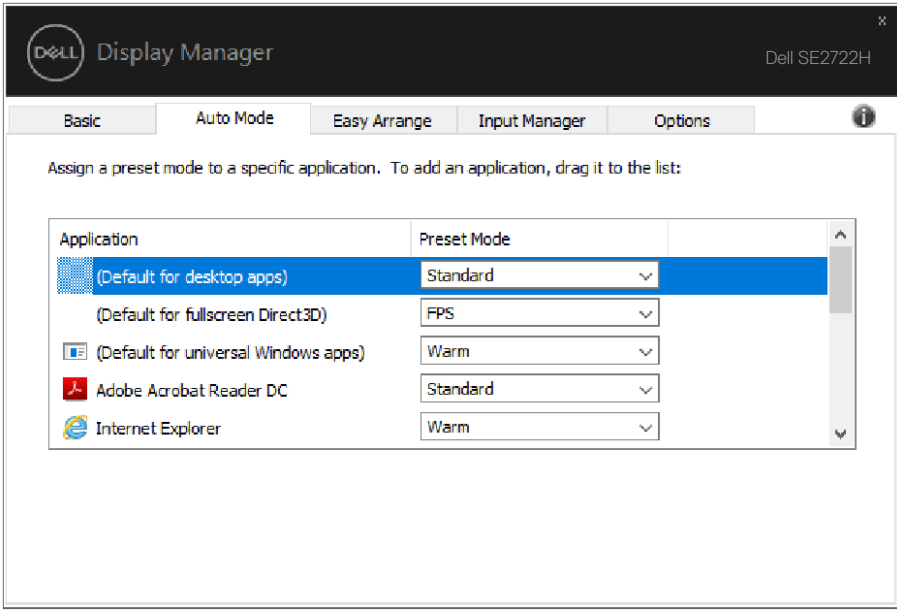 x
DELL Display Manager
Dell SE2722H
Basic Auto Mode Easy Arrange Input Manager Options
Assign a preset mode to a specific application. To add an application, drag it to the list:
Application Preset Mode
(Default for desktop apps) Standard
(Default for fullscreen Direct3D) FPS
(Default for universal Windows apps) Warm
Adobe Acrobat Reader DC Standard
Internet Explorer Warm